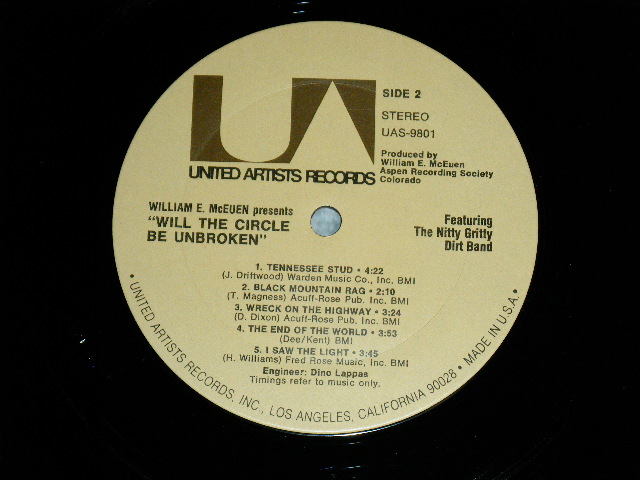 UA
UNITED ARTISTS RECORDS
SIDE 2
STEREO
UAS-9801
Produced by
William E. McEuen
Aspen Recording Society
Colorado
WILLIAM E. McEUEN presents
"WILL THE CIRCLE
BE UNBROKEN"
Featuring
The Nitty Gritty
Dirt Band
1. TENNESSEE STUD • 4:22
(J. Driftwood) Warden Music Co., Inc. BMI
2. BLACK MOUNTAIN RAG • 2:10
(T. Magness) Acuff-Rose Pub. Inc. BMI
3. WRECK ON THE HIGHWAY • 3:24
(D. Dixon) Acuff-Rose Pub. Inc. BMI
4. THE END OF THE WORLD • 3:53
(Dee/Kent) BMI
5. I SAW THE LIGHT • 3:45
(H. Williams) Fred Rose Music, Inc. BMI
Engineer: Dino Lappas
Timings refer to music only.
• UNITED ARTISTS RECORDS, INC., LOS ANGELES, CALIFORNIA 90028 • MADE IN U.S.A. •